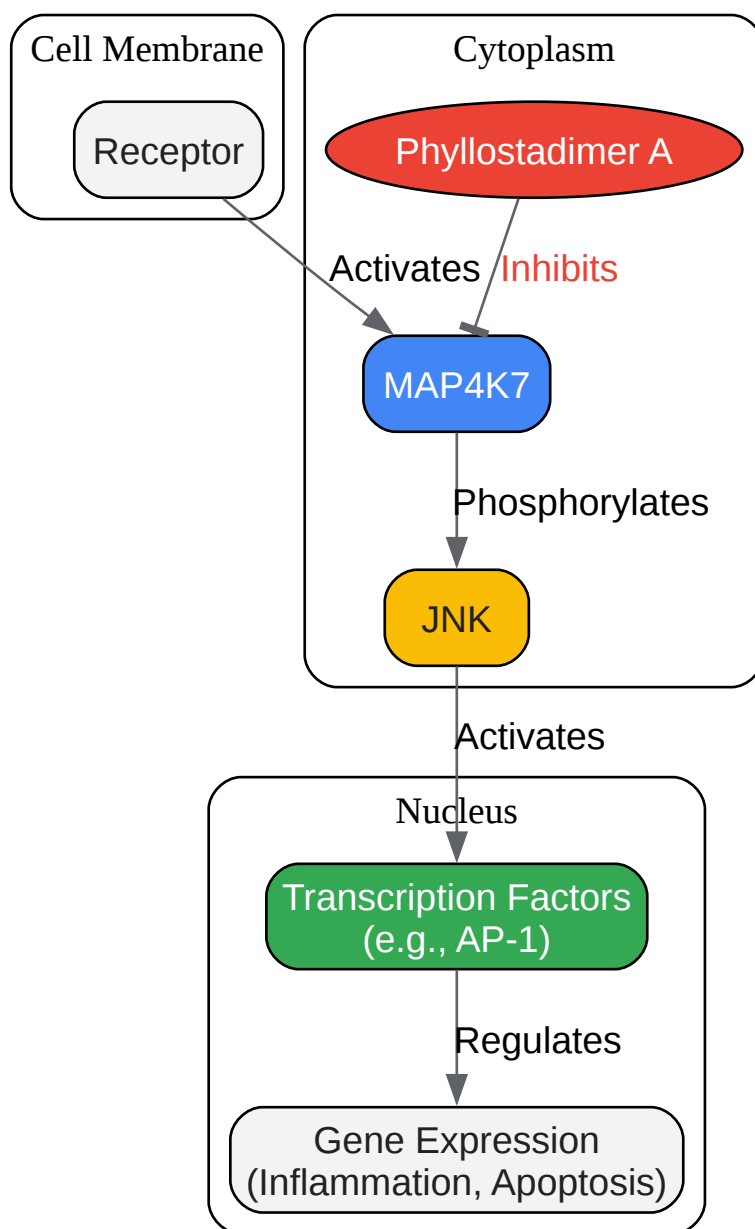 Cell Membrane
Cytoplasm
Receptor
Phyllostadimer A
Activates
Inhibits
MAP4K7
Phosphorylates
JNK
Activates
Nucleus
Transcription Factors
(e.g., AP-1)
Regulates
Gene Expression
(Inflammation, Apoptosis)